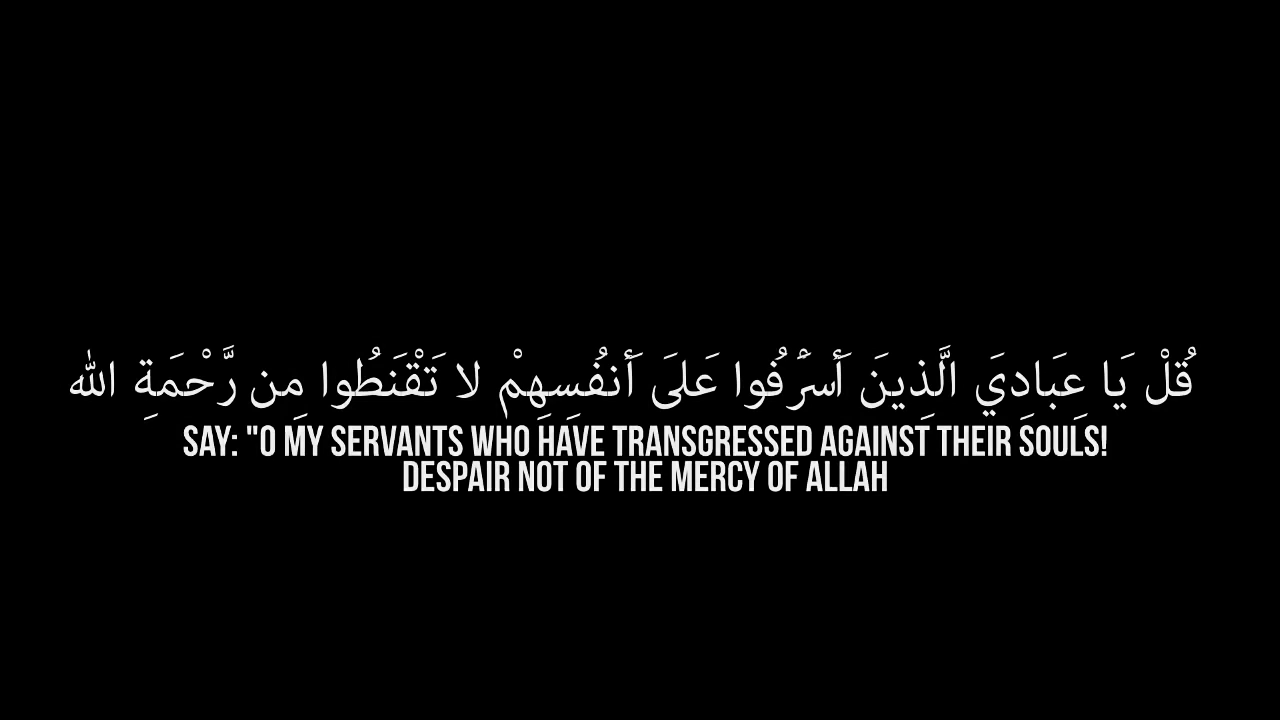 قُلْ يَا عِبَادِيَ الَّذِينَ أَسْرَفُوا عَلَى أَنفُسِهِمْ لا تَقْنَطُوا مِن رَّحْمَةِ الله
SAY: "O MY SERVANTS WHO HAVE TRANSGRESSED AGAINST THEIR SOULS!
DESPAIR NOT OF THE MERCY OF ALLAH